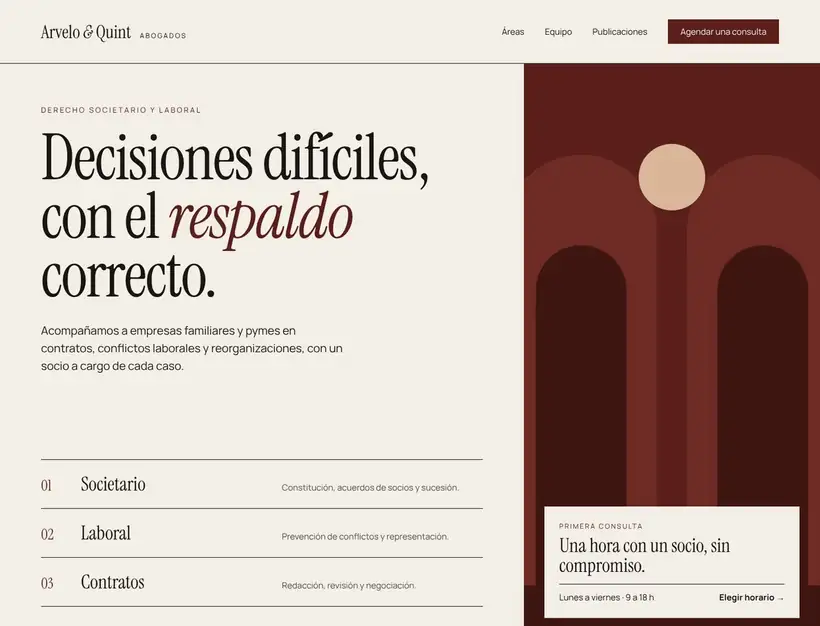 Arvelo & Quint ABOGADOS
Áreas Equipo Publicaciones Agendar una consulta
DERECHO SOCIETARIO Y LABORAL
Decisiones difíciles,
con el respaldo
correcto.
Acompañamos a empresas familiares y pymes en
contratos, conflictos laborales y reorganizaciones, con un
socio a cargo de cada caso.
01 Societario Constitución, acuerdos de socios y sucesión.
02 Laboral Prevención de conflictos y representación.
03 Contratos Redacción, revisión y negociación.
PRIMERA CONSULTA
Una hora con un socio, sin
compromiso.
Lunes a viernes · 9 a 18 h Elegir horario →